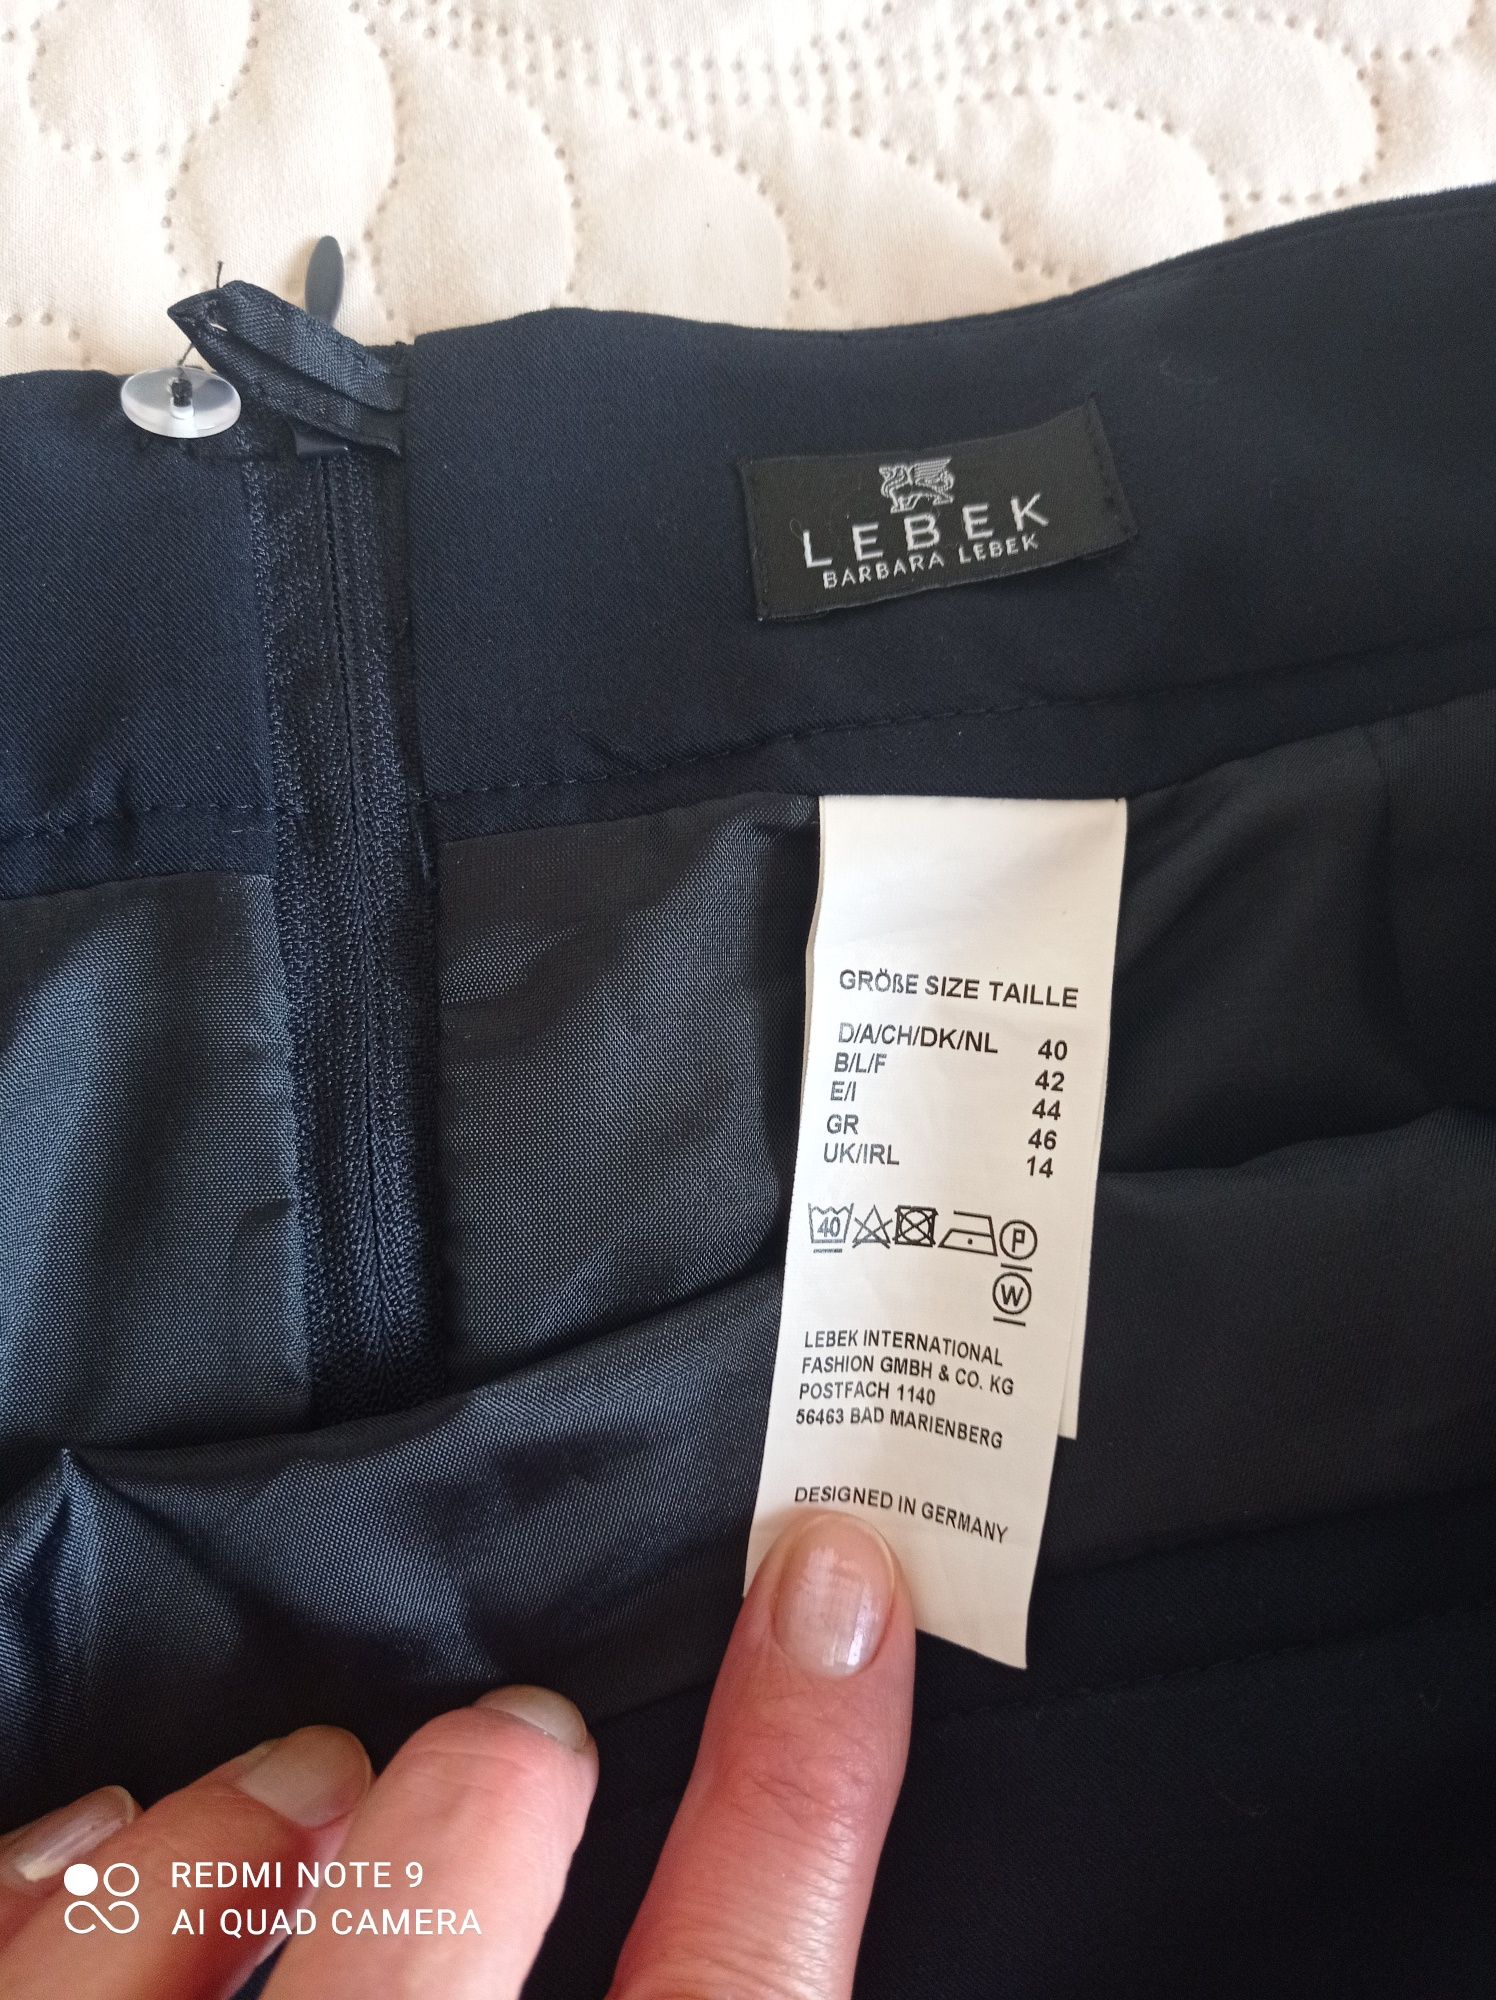 LEBEK
BARBARA LEBEK
GRÖßE SIZE TAILLE
D/A/CH/DK/NL 40
B/L/F 42
E/I 44
GR 46
UK/IRL 14
40
P
W
LEBEK INTERNATIONAL
FASHION GMBH & CO. KG
POSTFACH 1140
56463 BAD MARIENBERG
DESIGNED IN GERMANY
REDMI NOTE 9
AI QUAD CAMERA